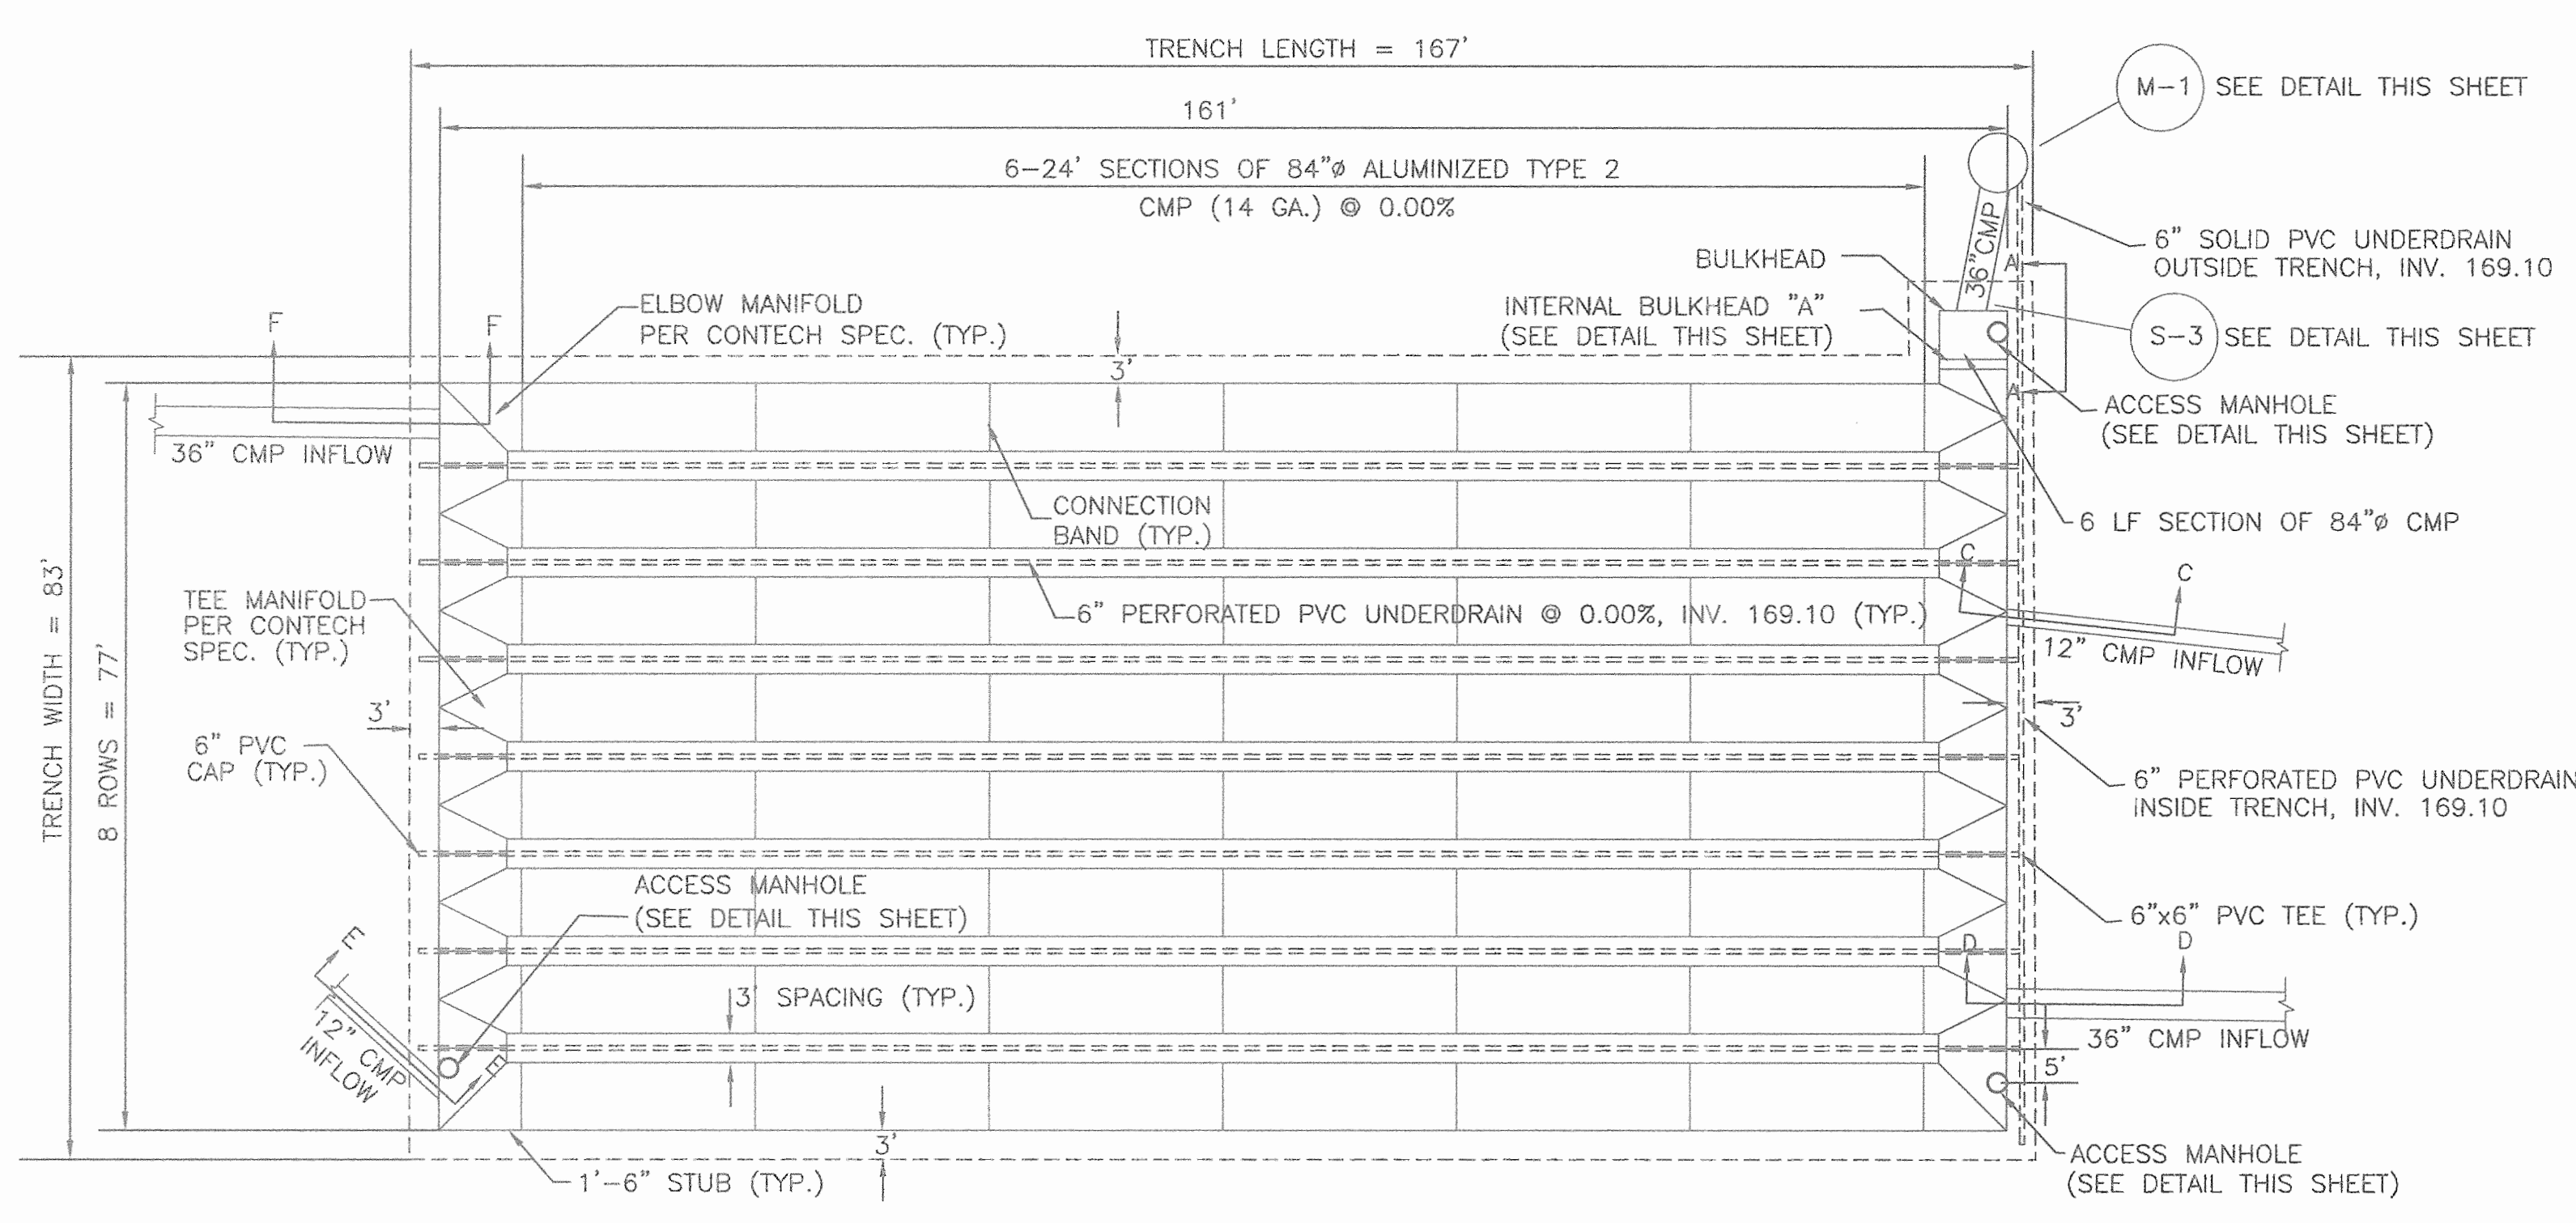 TRENCH LENGTH = 167'
M-1
SEE DETAIL THIS SHEET
161'
6-24' SECTIONS OF 84"ø ALUMINIZED TYPE 2
CMP (14 GA.) @ 0.00%
36" CMP
6" SOLID PVC UNDERDRAIN
OUTSIDE TRENCH, INV. 169.10
BULKHEAD
A
INTERNAL BULKHEAD "A"
(SEE DETAIL THIS SHEET)
S-3
SEE DETAIL THIS SHEET
ELBOW MANIFOLD
PER CONTECH SPEC. (TYP.)
F
F
3'
A
ACCESS MANHOLE
(SEE DETAIL THIS SHEET)
36" CMP INFLOW
CONNECTION
BAND (TYP.)
6 LF SECTION OF 84"ø CMP
C
C
TRENCH WIDTH = 83'
8 ROWS = 77'
TEE MANIFOLD
PER CONTECH
SPEC. (TYP.)
6" PERFORATED PVC UNDERDRAIN @ 0.00%, INV. 169.10 (TYP.)
12" CMP INFLOW
3'
3'
6" PVC
CAP (TYP.)
6" PERFORATED PVC UNDERDRAIN
INSIDE TRENCH, INV. 169.10
ACCESS MANHOLE
(SEE DETAIL THIS SHEET)
6"x6" PVC TEE (TYP.)
D
D
E
E
12" CMP
INFLOW
3' SPACING (TYP.)
36" CMP INFLOW
5'
3'
1'-6" STUB (TYP.)
ACCESS MANHOLE
(SEE DETAIL THIS SHEET)